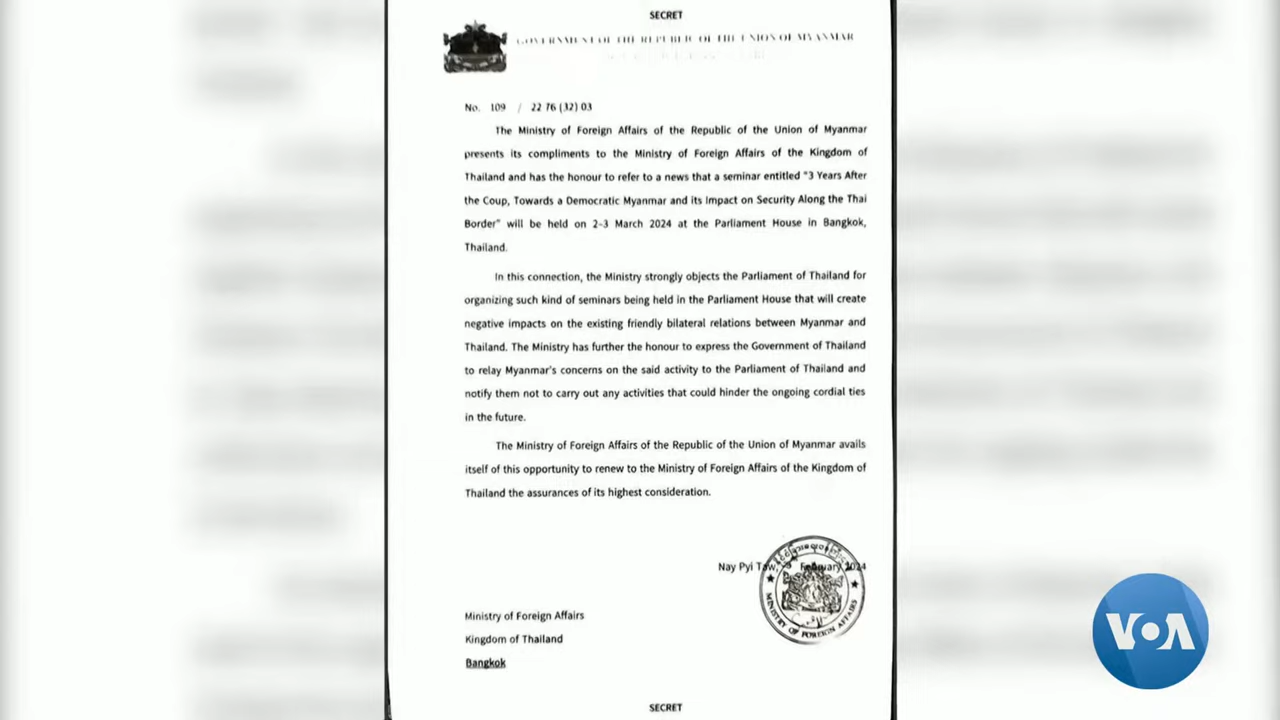 SECRET
GOVERNMENT OF THE REPUBLIC OF THE UNION OF MYANMAR
No. 109 / 22 76 (32) 03
The Ministry of Foreign Affairs of the Republic of the Union of Myanmar
presents its compliments to the Ministry of Foreign Affairs of the Kingdom of
Thailand and has the honour to refer to a news that a seminar entitled "3 Years After
the Coup, Towards a Democratic Myanmar and its Impact on Security Along the Thai
Border" will be held on 2-3 March 2024 at the Parliament House in Bangkok,
Thailand.
In this connection, the Ministry strongly objects the Parliament of Thailand for
organizing such kind of seminars being held in the Parliament House that will create
negative impacts on the existing friendly bilateral relations between Myanmar and
Thailand. The Ministry has further the honour to express the Government of Thailand
to relay Myanmar's concerns on the said activity to the Parliament of Thailand and
notify them not to carry out any activities that could hinder the ongoing cordial ties
in the future.
The Ministry of Foreign Affairs of the Republic of the Union of Myanmar avails
itself of this opportunity to renew to the Ministry of Foreign Affairs of the Kingdom of
Thailand the assurances of its highest consideration.
Nay Pyi Taw, February 2024
MINISTRY OF FOREIGN AFFAIRS
Ministry of Foreign Affairs
Kingdom of Thailand
Bangkok
SECRET
VOA